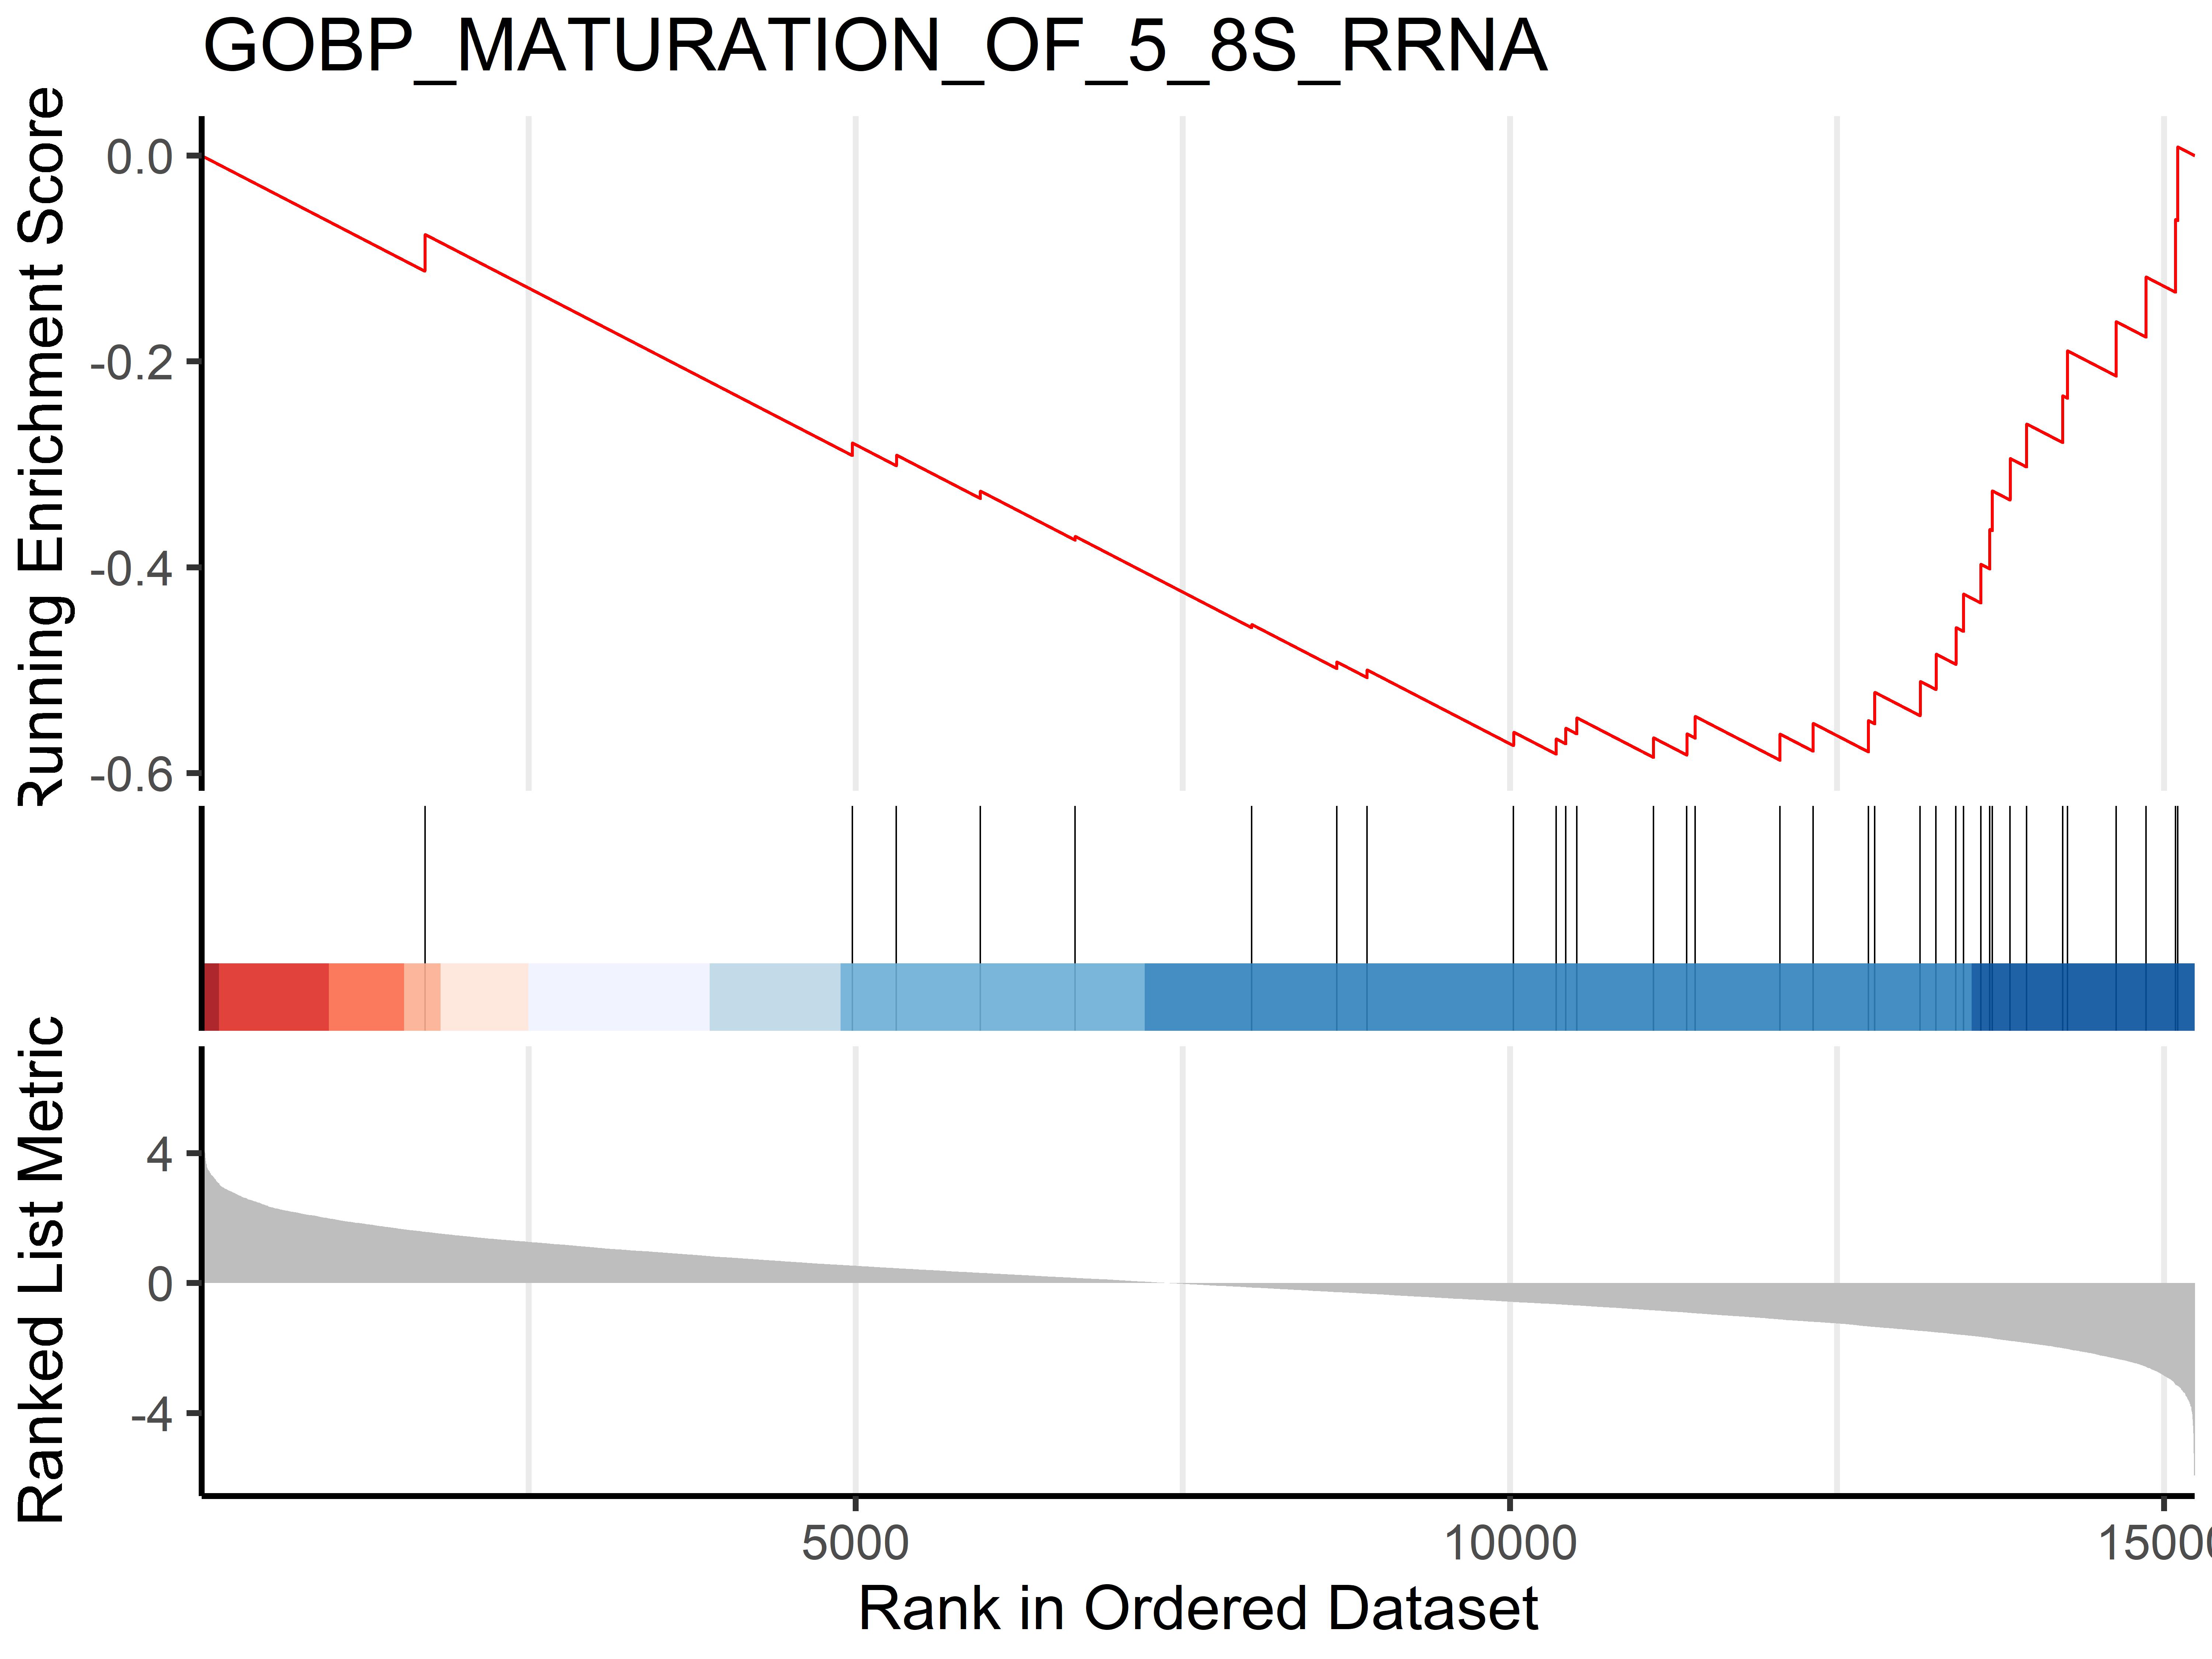 GOBP_MATURATION_OF_5_8S_RRNA
Running Enrichment Score
0.0
-0.2
-0.4
-0.6
Ranked List Metric
4
0
-4
5000
10000
15000
Rank in Ordered Dataset